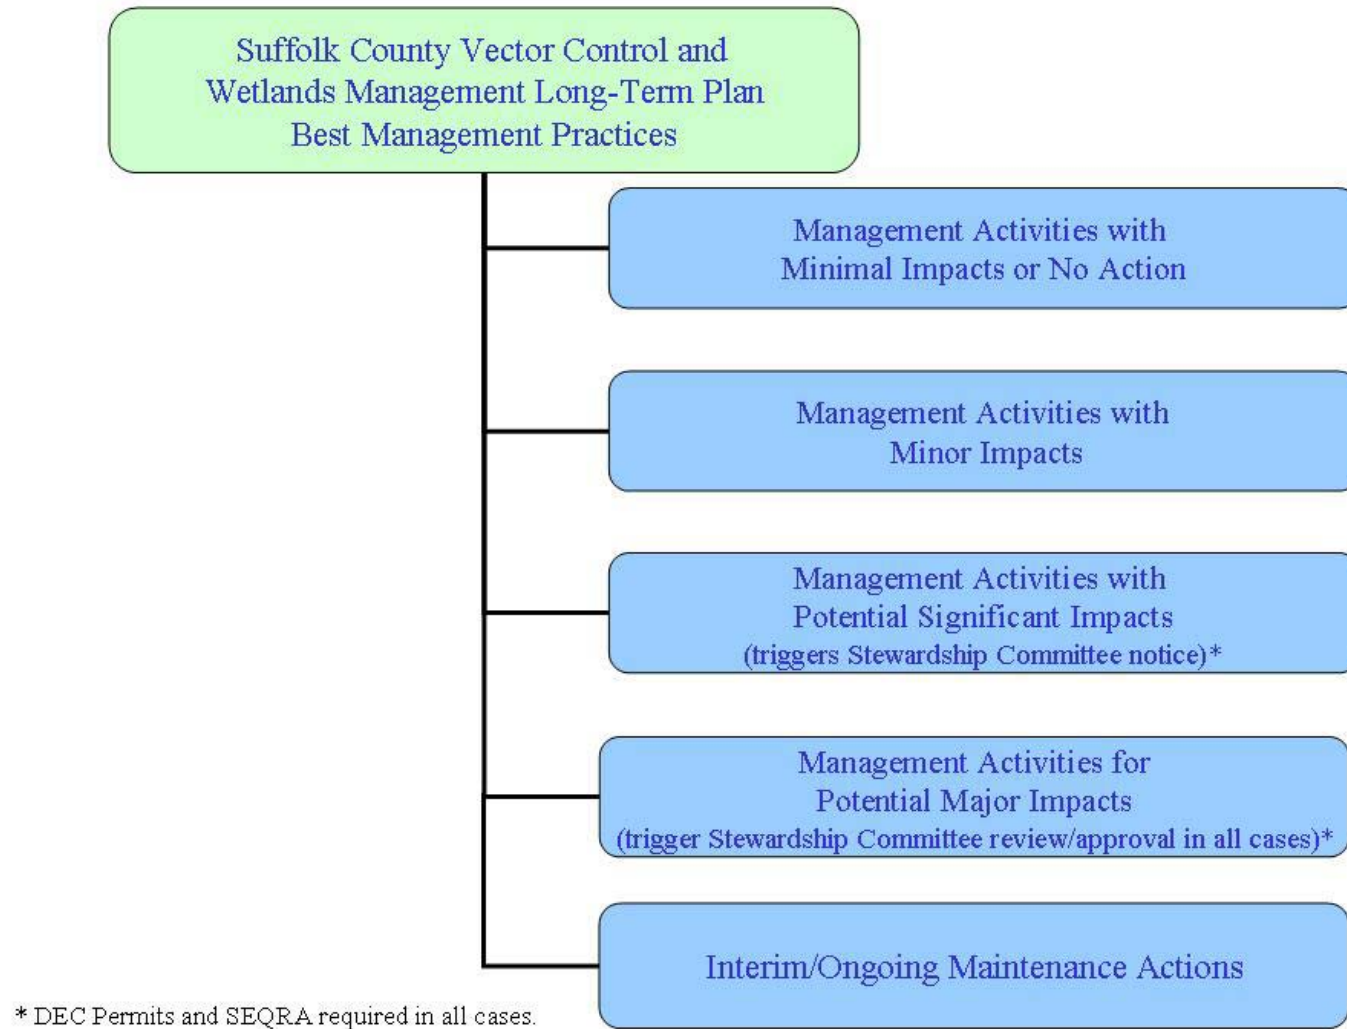 Suffolk County Vector Control and
Wetlands Management Long-Term Plan
Best Management Practices
Management Activities with
Minimal Impacts or No Action
Management Activities with
Minor Impacts
Management Activities with
Potential Significant Impacts
(triggers Stewardship Committee notice)*
Management Activities for
Potential Major Impacts
(trigger Stewardship Committee review/approval in all cases)*
Interim/Ongoing Maintenance Actions
* DEC Permits and SEQRA required in all cases.